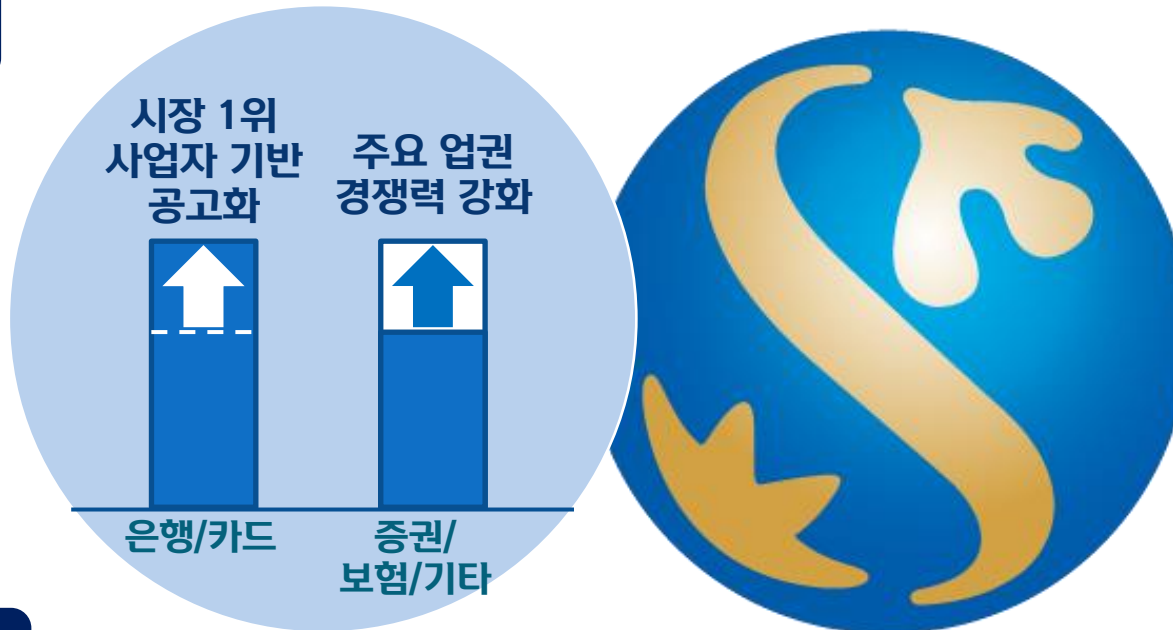 시장 1위
사업자 기반
공고화
주요 업권
경쟁력 강화
은행/카드
증권/
보험/기타